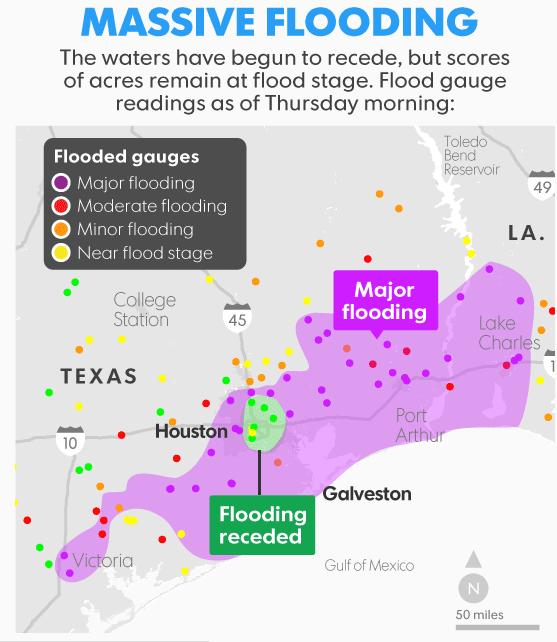 MASSIVE FLOODING
The waters have begun to recede, but scores
of acres remain at flood stage. Flood gauge
readings as of Thursday morning:
Flooded gauges
Major flooding
Moderate flooding
Minor flooding
Near flood stage
Toledo
Bend
Reservoir
49
LA.
College
Station
45
Major
flooding
Lake
Charles
1
TEXAS
Port
Arthur
Houston
10
Galveston
Flooding
receded
Victoria
Gulf of Mexico
N
50 miles